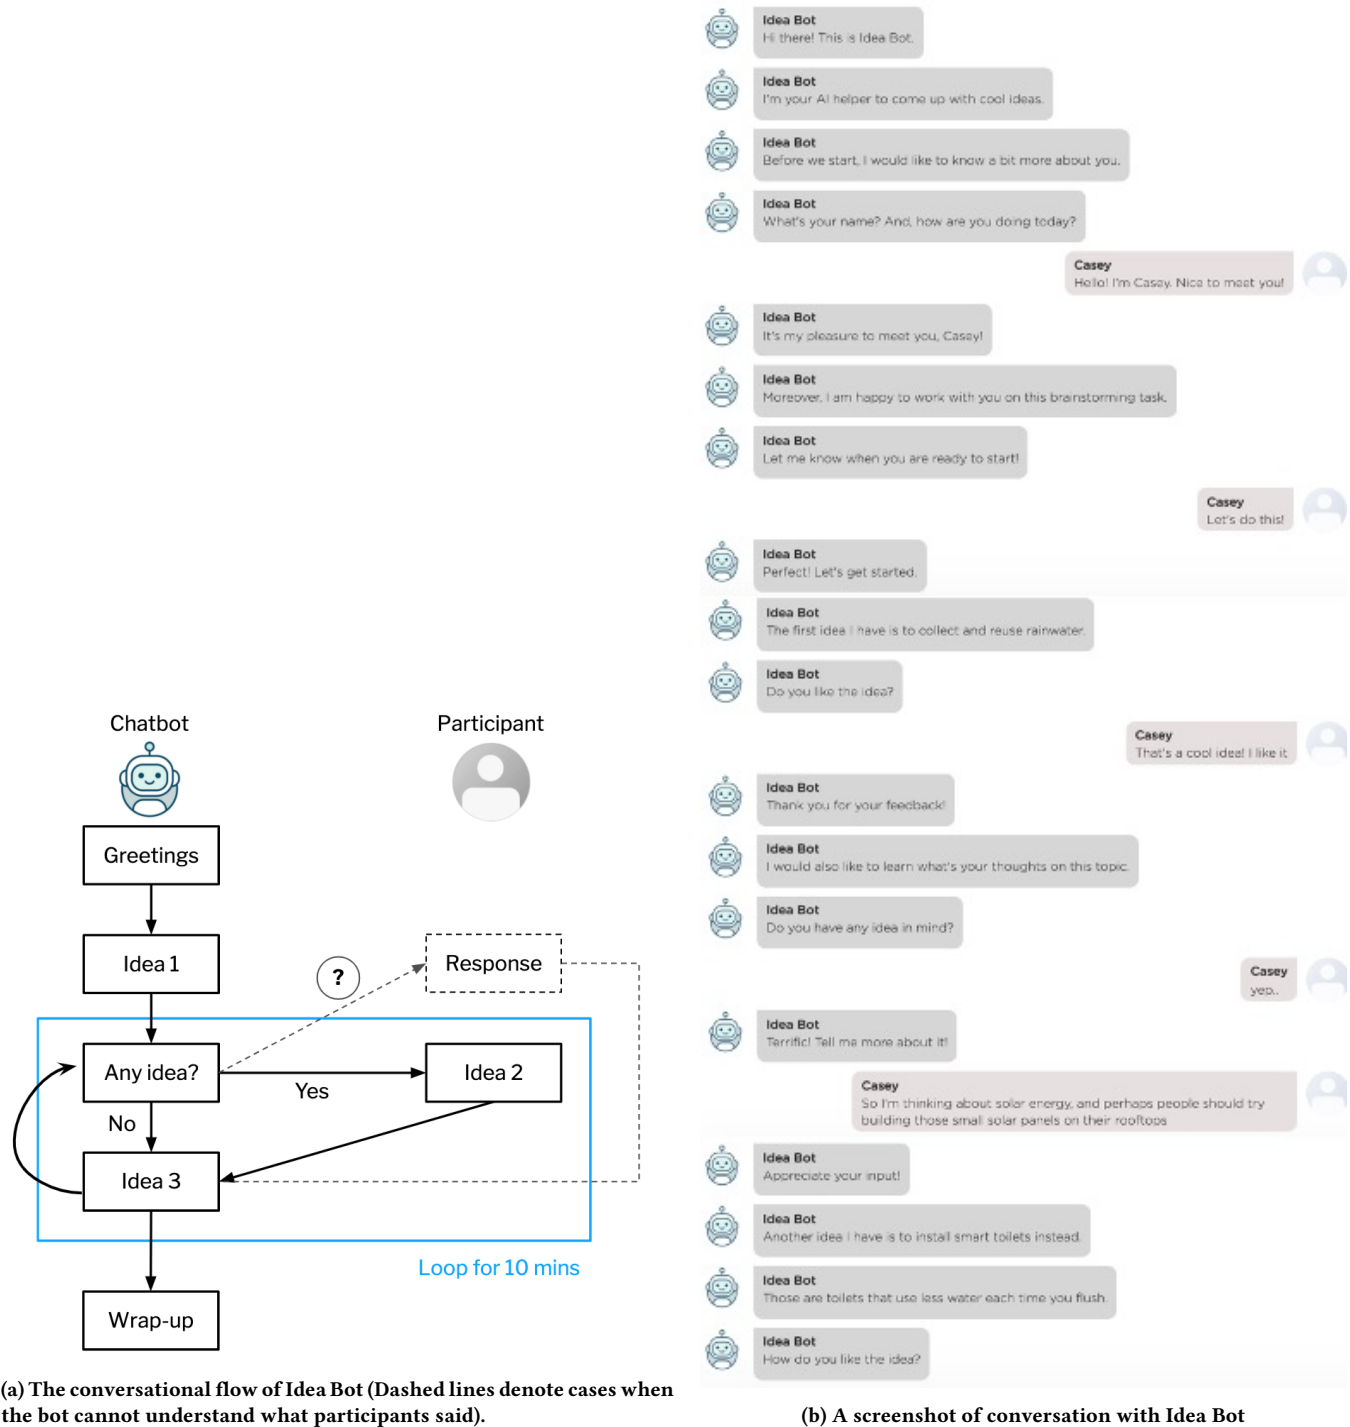 Chatbot
Participant
Greetings
Idea 1
?
Response
Any idea?
Yes
Idea 2
No
Idea 3
Loop for 10 mins
Wrap-up
(a) The conversational flow of Idea Bot (Dashed lines denote cases when
the bot cannot understand what participants said).
Idea Bot
Hi there! This is Idea Bot.
Idea Bot
I'm your AI helper to come up with cool ideas.
Idea Bot
Before we start, I would like to know a bit more about you.
Idea Bot
What's your name? And, how are you doing today?
Casey
Hello! I'm Casey. Nice to meet you!
Idea Bot
It's my pleasure to meet you, Casey!
Idea Bot
Moreover, I am happy to work with you on this brainstorming task.
Idea Bot
Let me know when you are ready to start!
Casey
Let's do this!
Idea Bot
Perfect! Let's get started.
Idea Bot
The first idea I have is to collect and reuse rainwater.
Idea Bot
Do you like the idea?
Casey
That's a cool idea! I like it
Idea Bot
Thank you for your feedback!
Idea Bot
I would also like to learn what's your thoughts on this topic.
Idea Bot
Do you have any idea in mind?
Casey
yep..
Idea Bot
Terrific! Tell me more about it!
Casey
So I'm thinking about solar energy, and perhaps people should try
building those small solar panels on their rooftops
Idea Bot
Appreciate your input!
Idea Bot
Another idea I have is to install smart toilets instead.
Idea Bot
Those are toilets that use less water each time you flush.
Idea Bot
How do you like the idea?
(b) A screenshot of conversation with Idea Bot